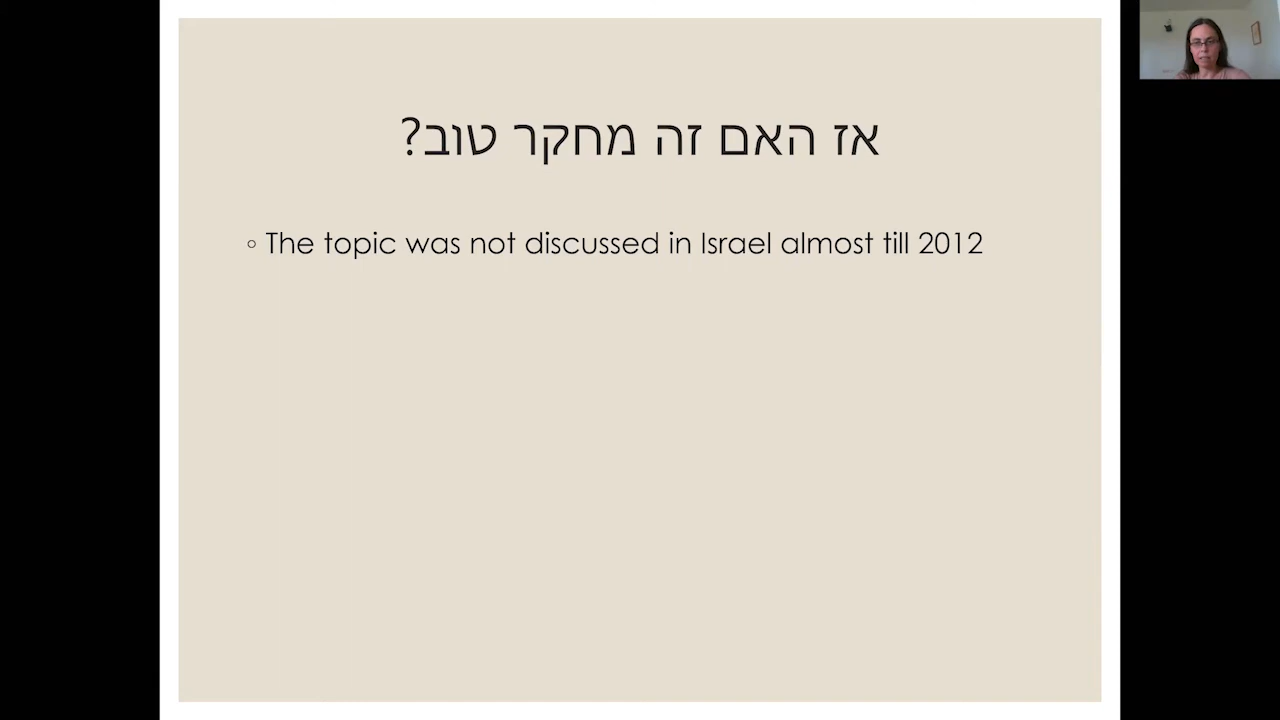 אז האם זה מחקר טוב?
◦ The topic was not discussed in Israel almost till 2012